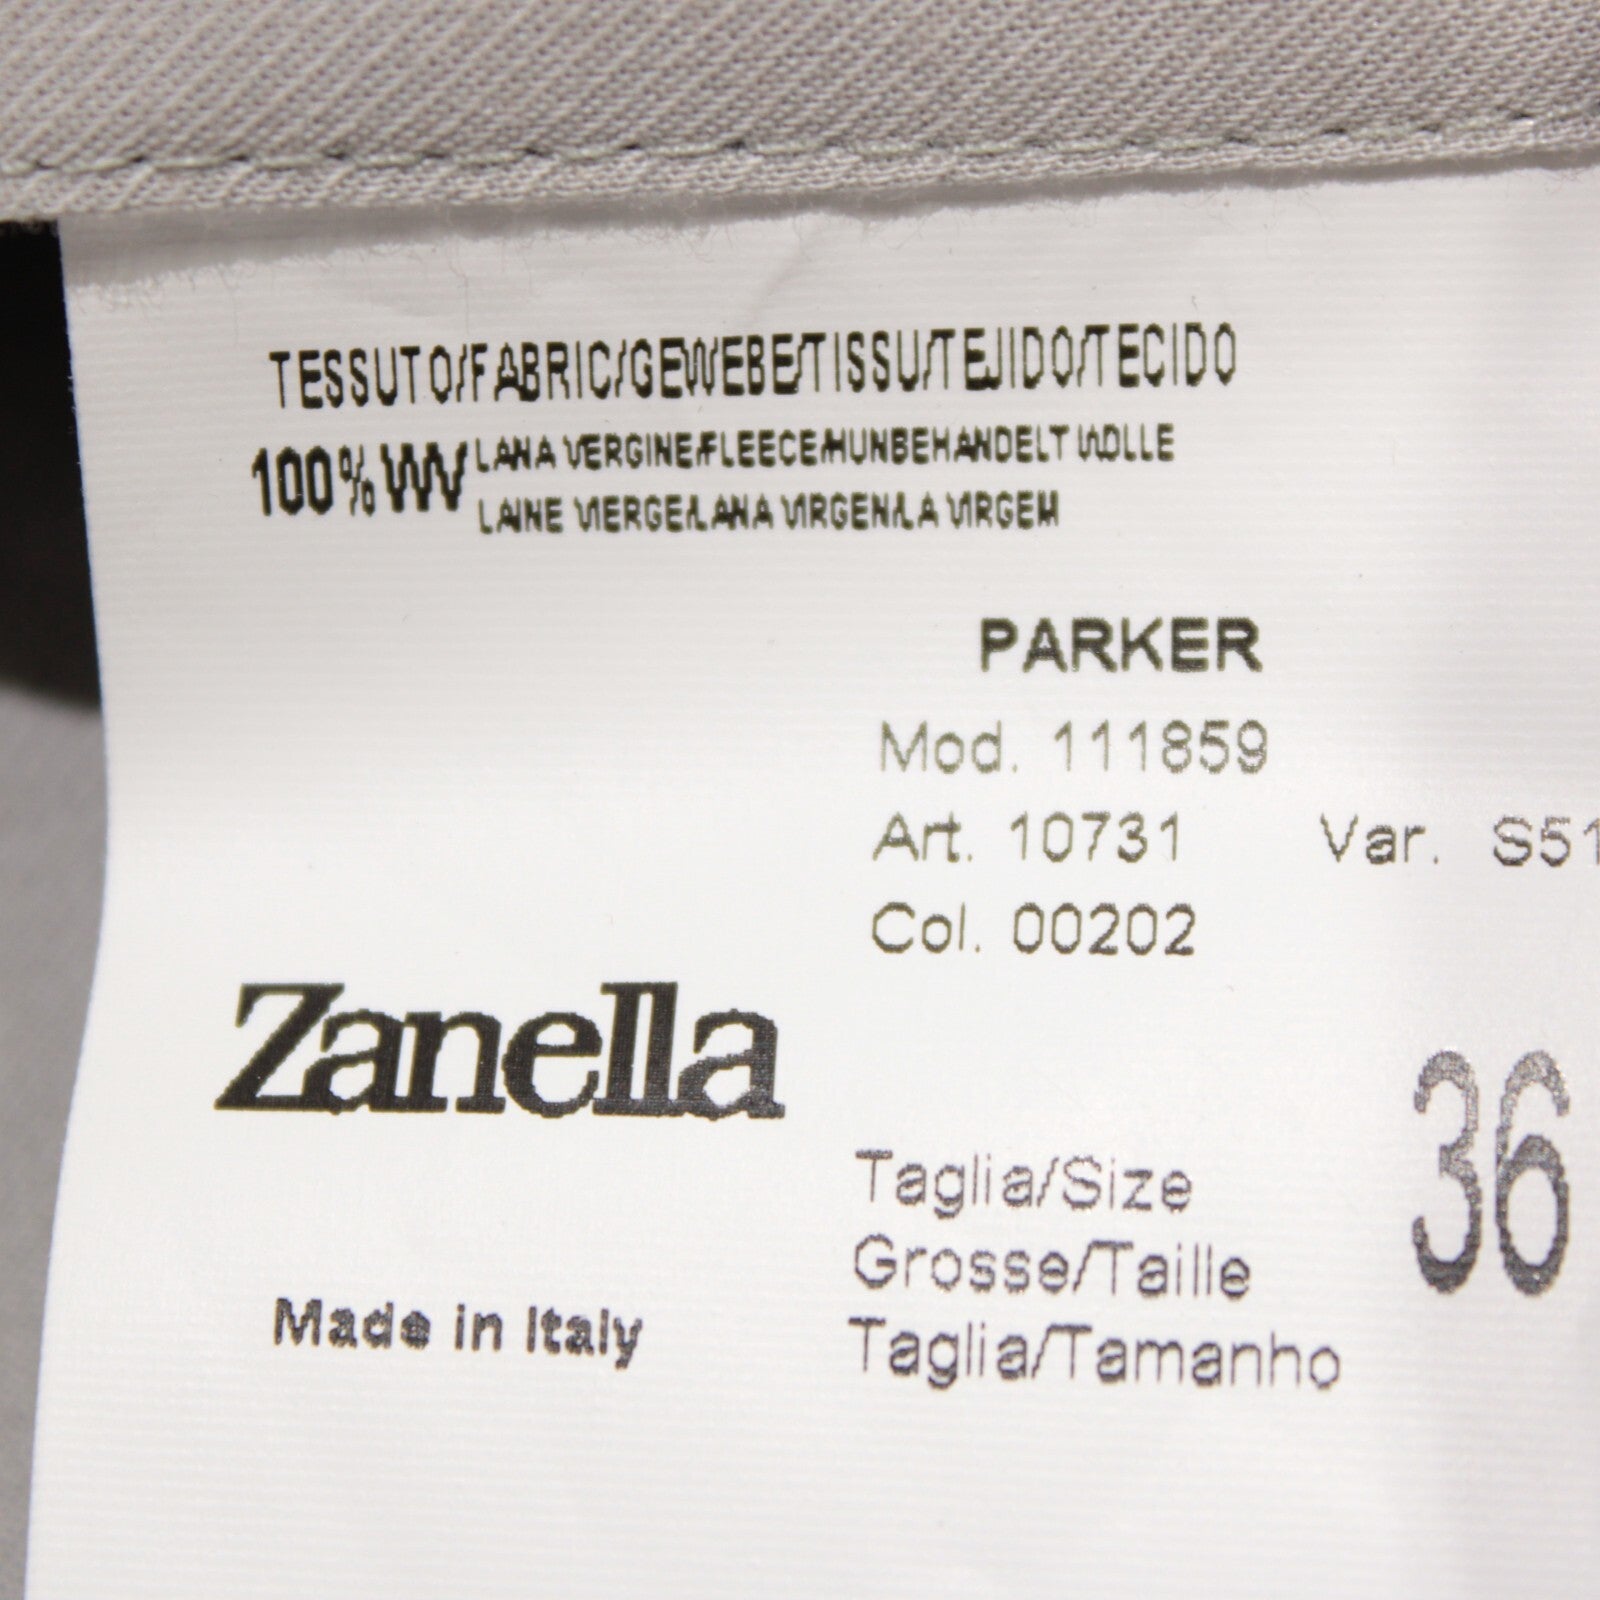 TESSUTO/FABRIC/GEWEBE/TISSU/TEJIDO/TECIDO
100% WV LANA VERGINE/FLEECE/HUNBEHANDELT WOLLE
LAINE VIERGE/LANA VIRGEN/LA VIRGEM
PARKER
Mod. 111859
Art. 10731 Var. S51
Col. 00202
Zanella
Taglia/Size
Grosse/Taille
Taglia/Tamanho
36
Made in Italy